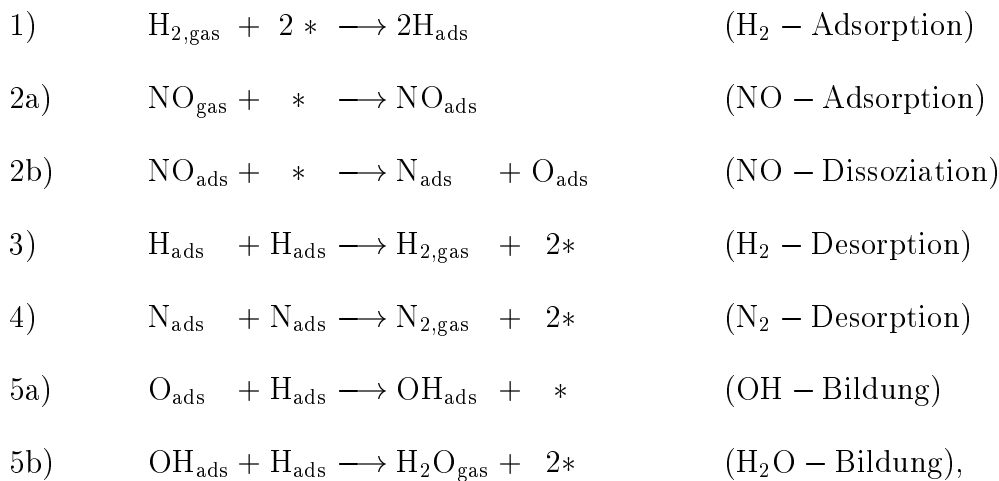 1) H₂,gas + 2 * ⟶ 2Hads (H₂ – Adsorption)
2a) NOgas + * ⟶ NOads (NO – Adsorption)
2b) NOads + * ⟶ Nads + Oads (NO – Dissoziation)
3) Hads + Hads ⟶ H₂,gas + 2* (H₂ – Desorption)
4) Nads + Nads ⟶ N₂,gas + 2* (N₂ – Desorption)
5a) Oads + Hads ⟶ OHads + * (OH – Bildung)
5b) OHads + Hads ⟶ H₂Ogas + 2* (H₂O – Bildung),